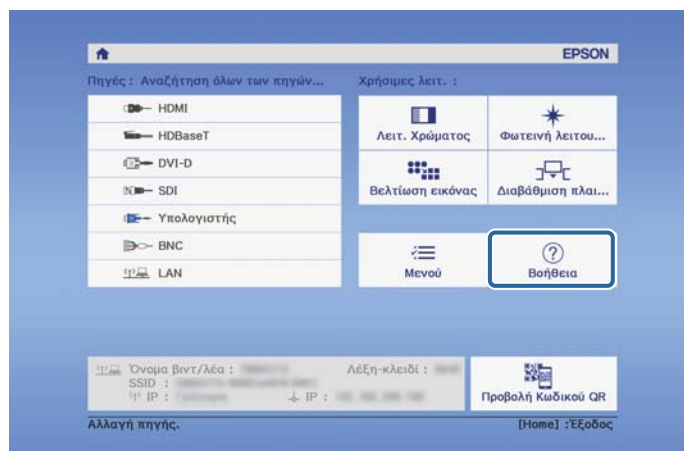 EPSON
Πηγές : Αναζήτηση όλων των πηγών...
HDMI
HDBaseT
DVI-D
SDI
Υπολογιστής
BNC
LAN
Χρήσιμες λειτ. :
Λειτ. Χρώματος
Φωτεινή λειτου...
Βελτίωση εικόνας
Διαβάθμιση πλαι...
Μενού
Βοήθεια
Όνομα βιντ/λέα :
Λέξη-κλειδί :
SSID :
IP :
IP :
Προβολή Κωδικού QR
Αλλαγή πηγής.
[Home] :Έξοδος